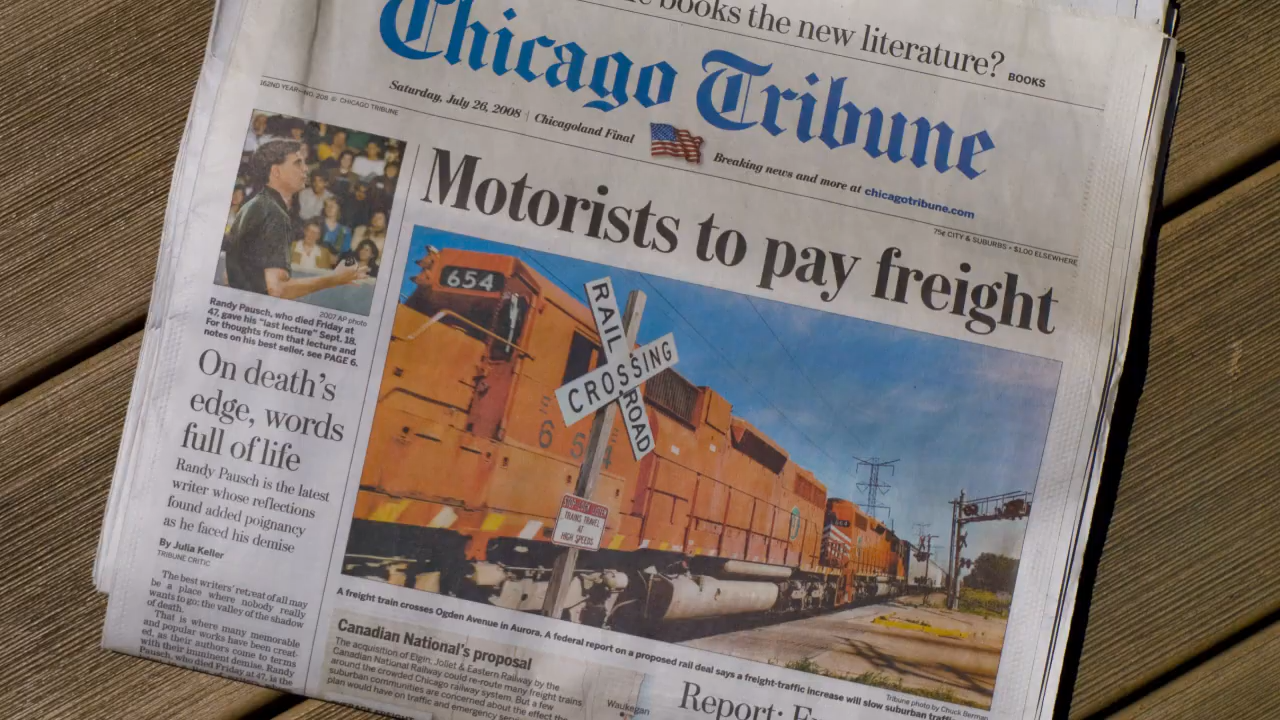 books the new literature? BOOKS
Chicago Tribune
162ND YEAR — NO. 208 © CHICAGO TRIBUNE
Saturday, July 26, 2008 | Chicagoland Final
Breaking news and more at chicagotribune.com
75¢ CITY & SUBURBS • $1.00 ELSEWHERE
2007 AP photo
Randy Pausch, who died Friday at
47, gave his "last lecture" Sept. 18.
For thoughts from that lecture and
notes on his best seller, see PAGE 6.
On death's
edge, words
full of life
Randy Pausch is the latest
writer whose reflections
found added poignancy
as he faced his demise
By Julia Keller
TRIBUNE CRITIC
The best writers' retreat of all may
be a place where nobody really
wants to go: the valley of the shadow
of death.
That is where many memorable
and popular works have been creat-
ed, as their authors come to terms
with their imminent demise. Randy
Pausch, who died Friday at 47, is the
Motorists to pay freight
654
RAIL
CROSSING
ROAD
654
TRAINS TRAVEL
AT
HIGH SPEEDS
A freight train crosses Ogden Avenue in Aurora. A federal report on a proposed rail deal says a freight-traffic increase will slow suburban
Tribune photo by Chuck Berman
Canadian National's proposal
The acquisition of Elgin, Joliet & Eastern Railway by the
Canadian National Railway could re-route many freight trains
around the crowded Chicago railway system. But a few
suburban communities are concerned about the effect the
plan would have on traffic and emergency
Waukegan
Report: